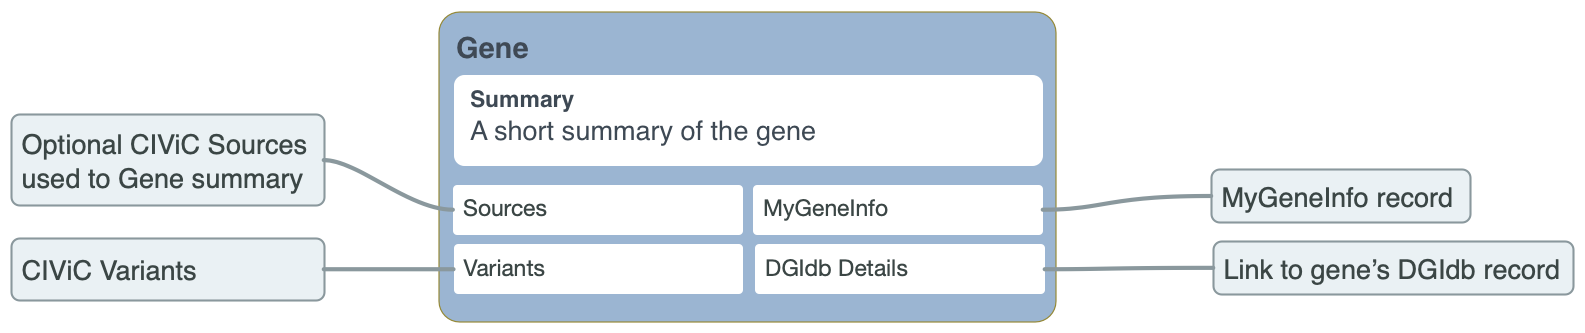 Gene
Summary
A short summary of the gene
Optional CIViC Sources
used to Gene summary
Sources
MyGeneInfo
MyGeneInfo record
CIViC Variants
Variants
DGIdb Details
Link to gene’s DGIdb record